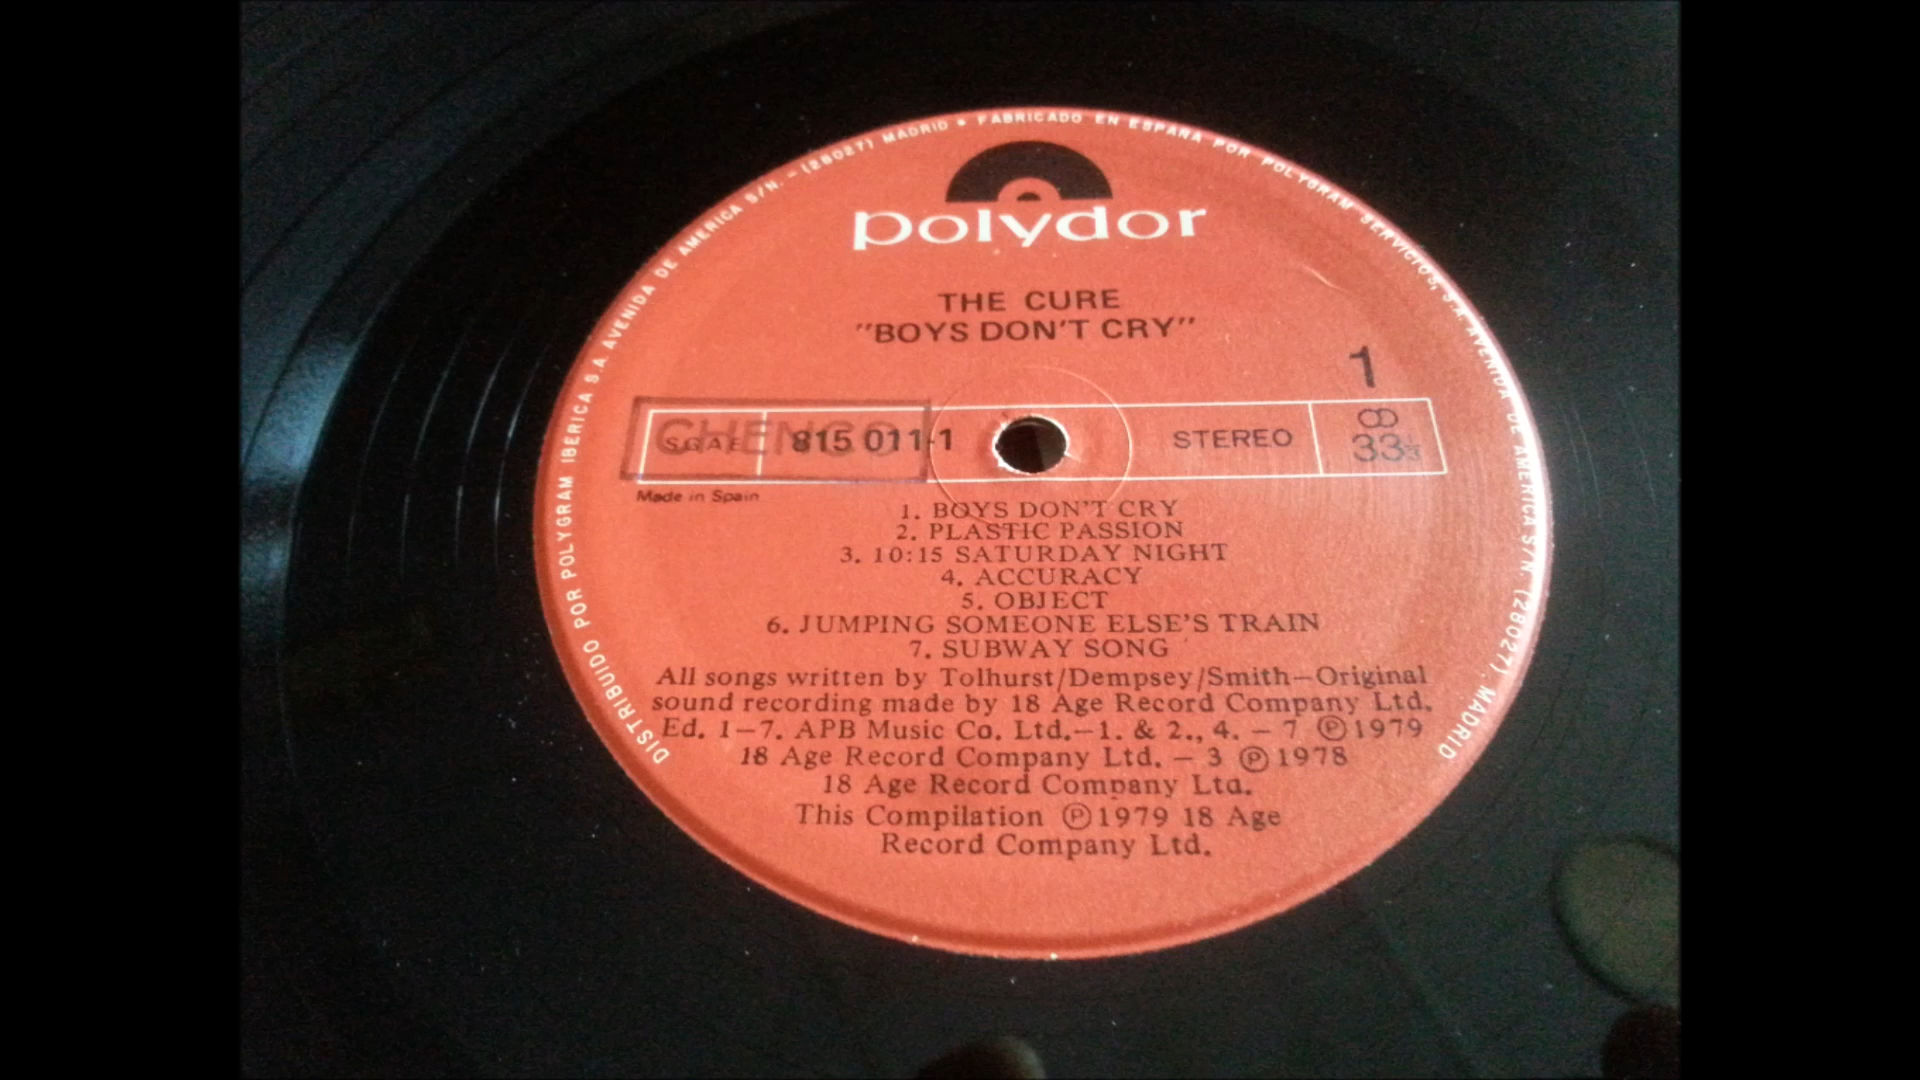 DISTRIBUIDO POR POLYGRAM IBERICA S.A. AVENIDA DE AMERICA S/N. - (28027) MADRID • FABRICADO EN ESPAÑA POR POLYGRAM SERVICIOS, S.A. AVENIDA DE AMERICA S/N. (28027). MADRID
polydor
THE CURE
"BOYS DON'T CRY"
1
CHENCO
S.G.A.E. 815 011-1 STEREO 33⅓
Made in Spain
1. BOYS DON'T CRY
2. PLASTIC PASSION
3. 10:15 SATURDAY NIGHT
4. ACCURACY
5. OBJECT
6. JUMPING SOMEONE ELSE'S TRAIN
7. SUBWAY SONG
All songs written by Tolhurst/Dempsey/Smith—Original
sound recording made by 18 Age Record Company Ltd.
Ed. 1—7. APB Music Co. Ltd.—1. & 2., 4. — 7 Ⓟ1979
18 Age Record Company Ltd. — 3 Ⓟ1978
18 Age Record Company Ltd.
This Compilation Ⓟ1979 18 Age
Record Company Ltd.